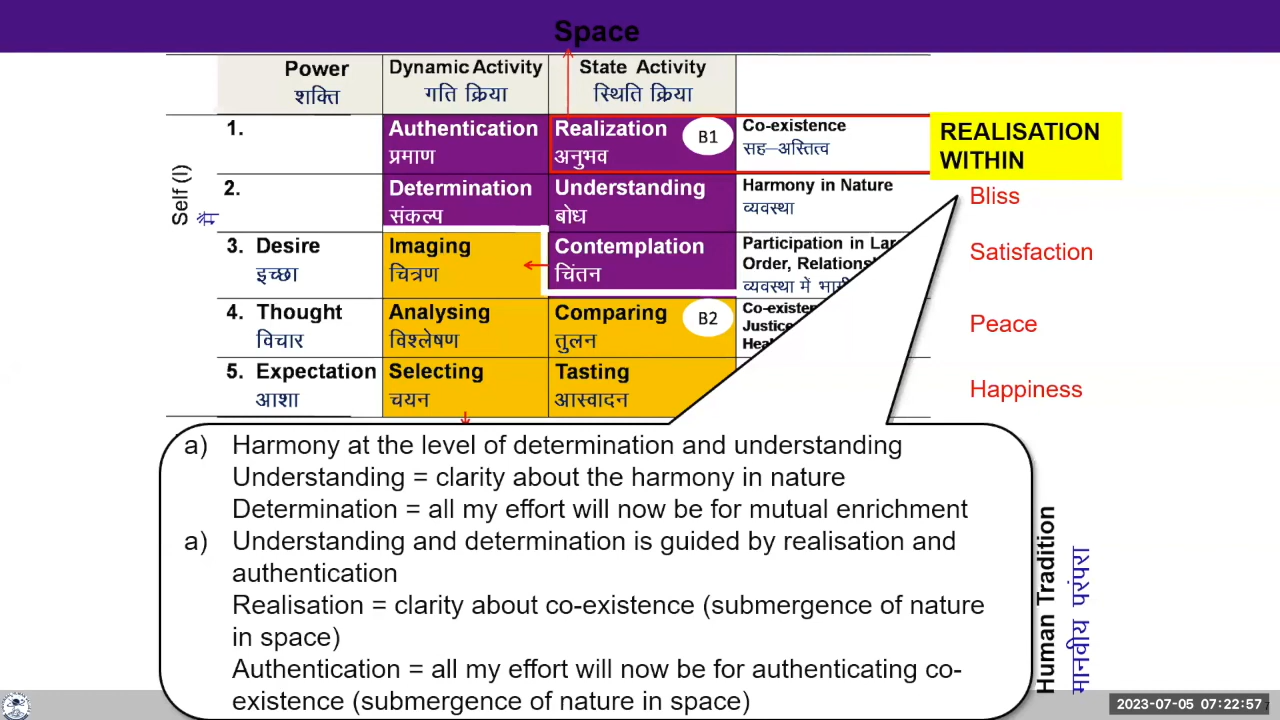 Space
Power
शक्ति
Dynamic Activity
गति क्रिया
State Activity
स्थिति क्रिया
Self (I)
मैं
1.
Authentication
प्रमाण
Realization
अनुभव
B1
Co-existence
सह–अस्तित्व
REALISATION
WITHIN
2.
Determination
संकल्प
Understanding
बोध
Harmony in Nature
व्यवस्था
Bliss
3. Desire
इच्छा
Imaging
चित्रण
Contemplation
चिंतन
Participation in
Order,
व्यवस्था में
Satisfaction
4. Thought
विचार
Analysing
विश्लेषण
Comparing
तुलन
B2
Justice
Peace
5. Expectation
आशा
Selecting
चयन
Tasting
आस्वादन
Happiness
a) Harmony at the level of determination and understanding
Understanding = clarity about the harmony in nature
Determination = all my effort will now be for mutual enrichment
a) Understanding and determination is guided by realisation and
authentication
Realisation = clarity about co-existence (submergence of nature
in space)
Authentication = all my effort will now be for authenticating co-
existence (submergence of nature in space)
Human Tradition
मानवीय परंपरा
2023-07-05 07:22:57